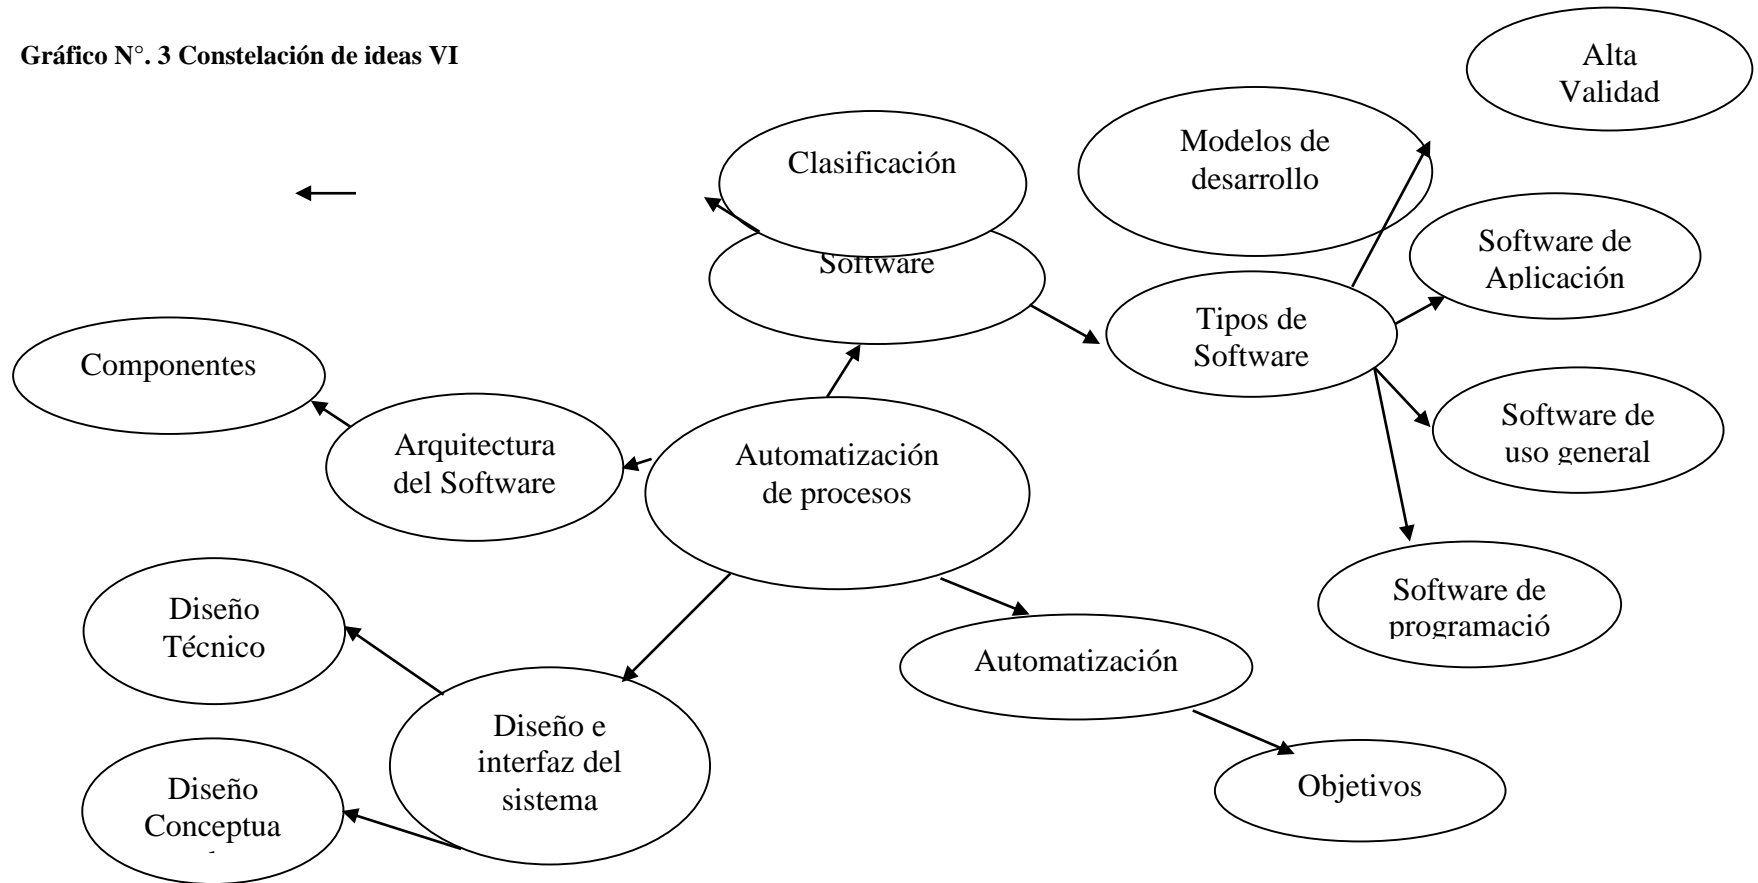 Gráfico N°. 3 Constelación de ideas VI
Alta
Validad
Modelos de
desarrollo
Clasificación
Software
Software de
Aplicación
Tipos de
Software
Componentes
Software de
uso general
Arquitectura
del Software
Automatización
de procesos
Software de
programació
Diseño
Técnico
Automatización
Diseño e
interfaz del
sistema
Objetivos
Diseño
Conceptua